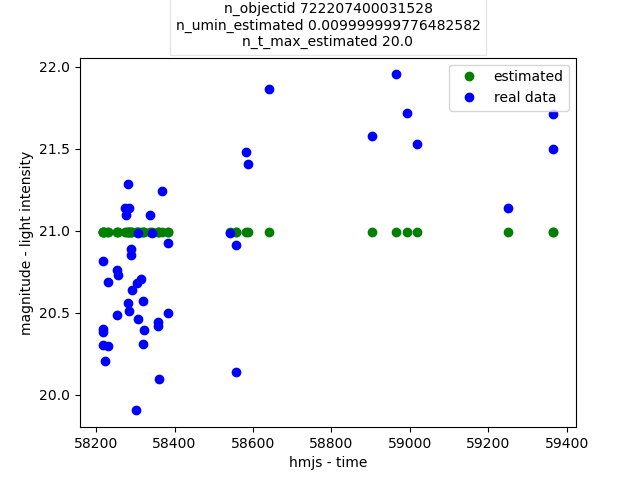 n_objectid 722207400031528
n_umin_estimated 0.009999999776482582
n_t_max_estimated 20.0
22.0
21.5
21.0
20.5
20.0
magnitude - light intensity
estimated
real data
58200 58400 58600 58800 59000 59200 59400
hmjs - time